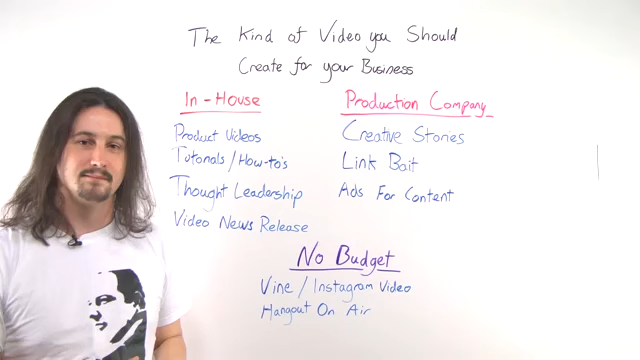 The Kind of Video you Should
Create for your Business
In-House
Product Videos
Tutorials/How-to's
Thought Leadership
Video News Release
Production Company
Creative Stories
Link Bait
Ads For Content
No Budget
Vine/Instagram Video
Hangout On Air